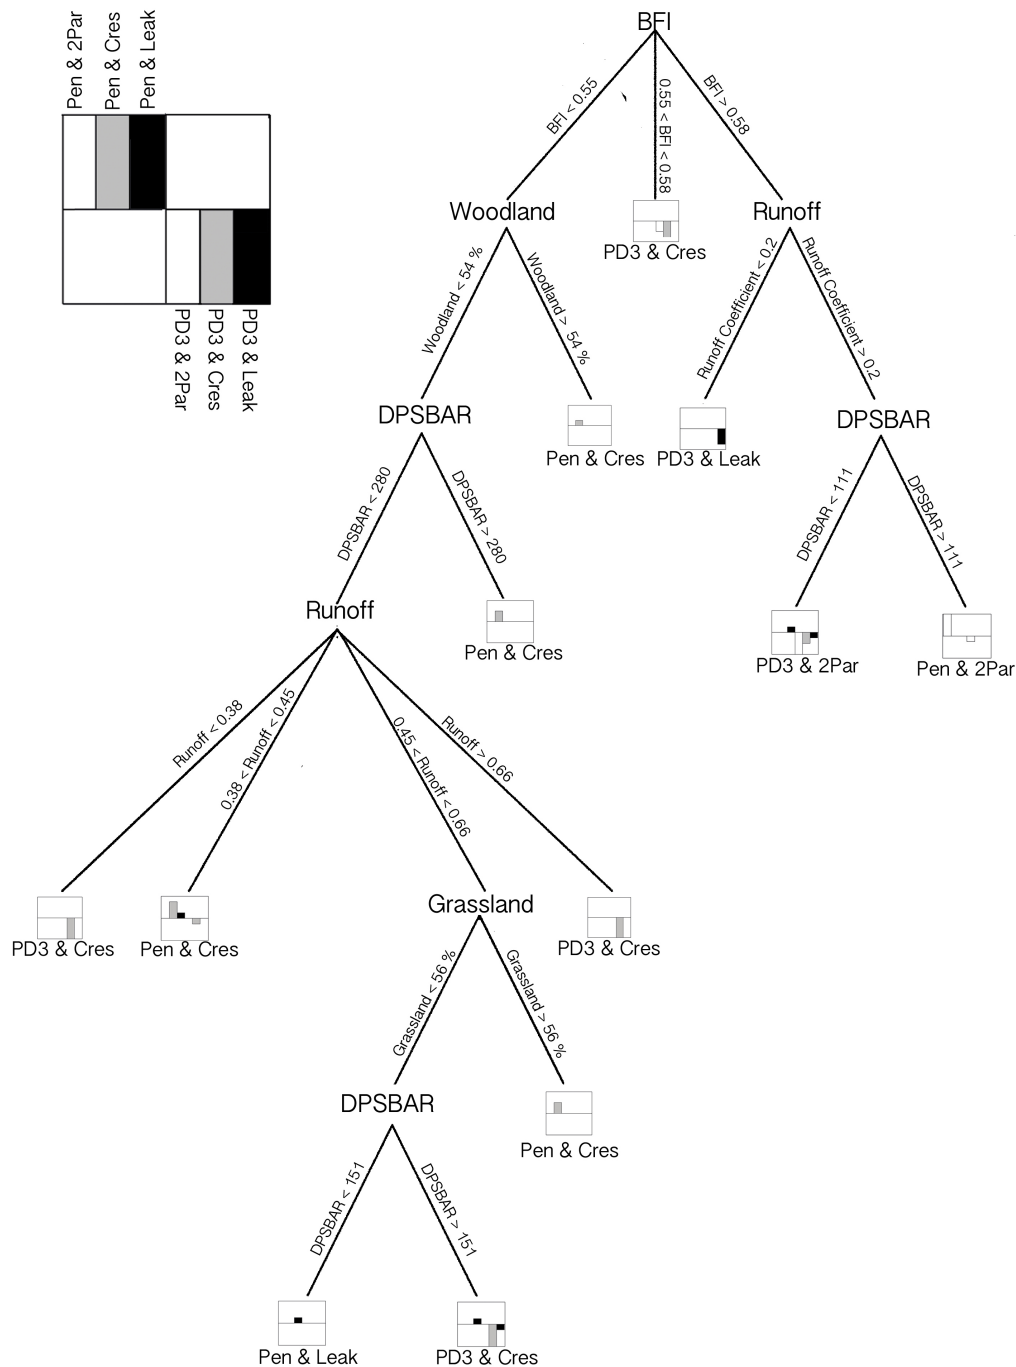 Pen & 2Par
Pen & Cres
Pen & Leak
PD3 & 2Par
PD3 & Cres
PD3 & Leak
BFI
BFI < 0.55
0.55 < BFI < 0.58
BFI > 0.58
Woodland
PD3 & Cres
Runoff
Woodland < 54 %
Woodland > 54 %
Runoff Coefficient < 0.2
Runoff Coefficient > 0.2
DPSBAR
Pen & Cres
PD3 & Leak
DPSBAR
DPSBAR < 280
DPSBAR > 280
DPSBAR < 111
DPSBAR > 111
Runoff
Pen & Cres
PD3 & 2Par
Pen & 2Par
Runoff < 0.38
0.38 < Runoff < 0.45
0.45 < Runoff < 0.66
Runoff > 0.66
PD3 & Cres
Pen & Cres
Grassland
PD3 & Cres
Grassland < 56 %
Grassland > 56 %
DPSBAR
Pen & Cres
DPSBAR < 151
DPSBAR > 151
Pen & Leak
PD3 & Cres